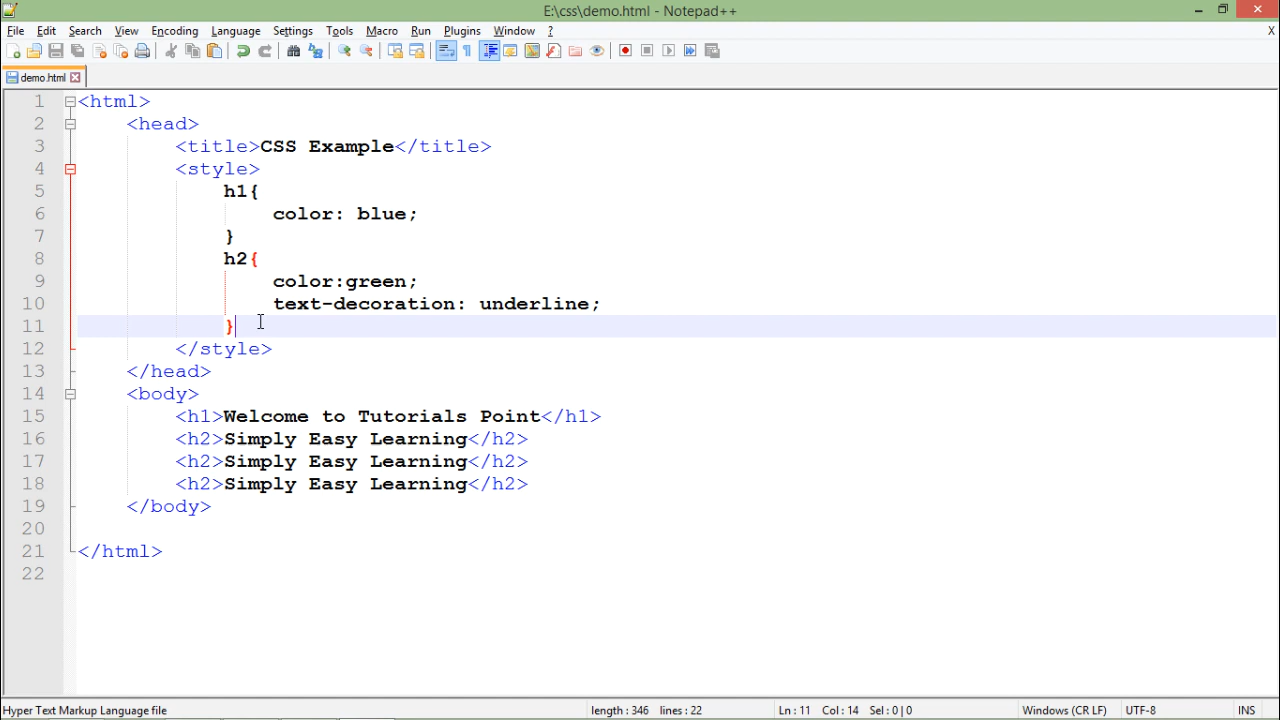 E:\css\demo.html - Notepad++
File Edit Search View Encoding Language Settings Tools Macro Run Plugins Window ? X
demo.html
1 <html>
2 <head>
3 <title>CSS Example</title>
4 <style>
5 h1{
6 color: blue;
7 }
8 h2{
9 color:green;
10 text-decoration: underline;
11 }
12 </style>
13 </head>
14 <body>
15 <h1>Welcome to Tutorials Point</h1>
16 <h2>Simply Easy Learning</h2>
17 <h2>Simply Easy Learning</h2>
18 <h2>Simply Easy Learning</h2>
19 </body>
20
21 </html>
22
Hyper Text Markup Language file length : 346 lines : 22 Ln : 11 Col : 14 Sel : 0 | 0 Windows (CR LF) UTF-8 INS